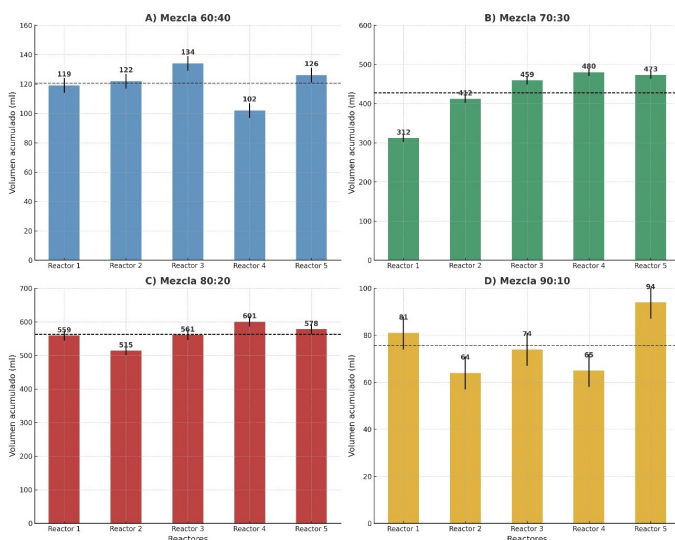 A) Mezcla 60:40
160
140
120
100
80
60
40
20
0
Volumen acumulado (ml)
119
122
134
102
126
Reactor 1
Reactor 2
Reactor 3
Reactor 4
Reactor 5
B) Mezcla 70:30
600
500
400
300
200
100
0
Volumen acumulado (ml)
312
412
459
480
473
Reactor 1
Reactor 2
Reactor 3
Reactor 4
Reactor 5
C) Mezcla 80:20
700
600
500
400
300
200
100
0
Volumen acumulado (ml)
559
515
561
601
578
Reactor 1
Reactor 2
Reactor 3
Reactor 4
Reactor 5
Reactores
D) Mezcla 90:10
100
80
60
40
20
0
Volumen acumulado (ml)
81
64
74
65
94
Reactor 1
Reactor 2
Reactor 3
Reactor 4
Reactor 5
Reactores